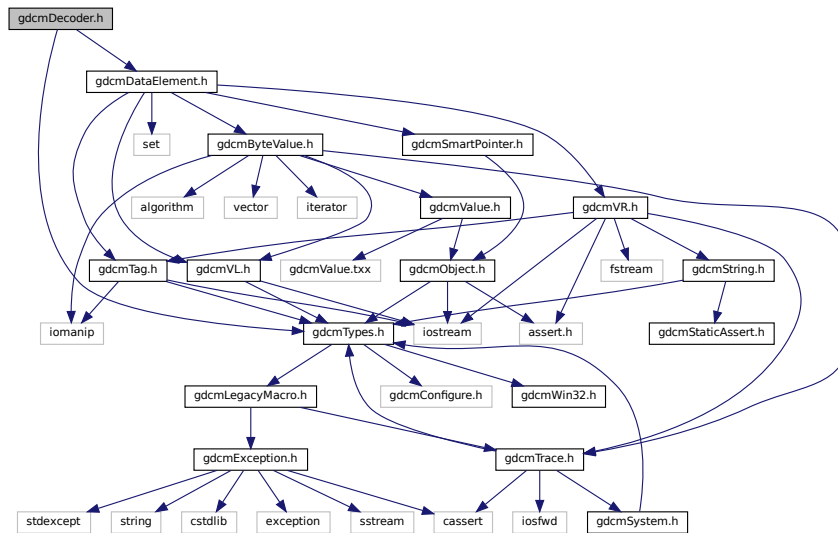 gdcmDecoder.h
gdcmDataElement.h
set
gdcmByteValue.h
gdcmSmartPointer.h
algorithm
vector
iterator
gdcmValue.h
gdcmVR.h
gdcmTag.h
gdcmVL.h
gdcmValue.txx
gdcmObject.h
fstream
gdcmString.h
iomanip
gdcmTypes.h
iostream
assert.h
gdcmStaticAssert.h
gdcmLegacyMacro.h
gdcmConfigure.h
gdcmWin32.h
gdcmException.h
gdcmTrace.h
stdexcept
string
cstdlib
exception
sstream
cassert
iosfwd
gdcmSystem.h